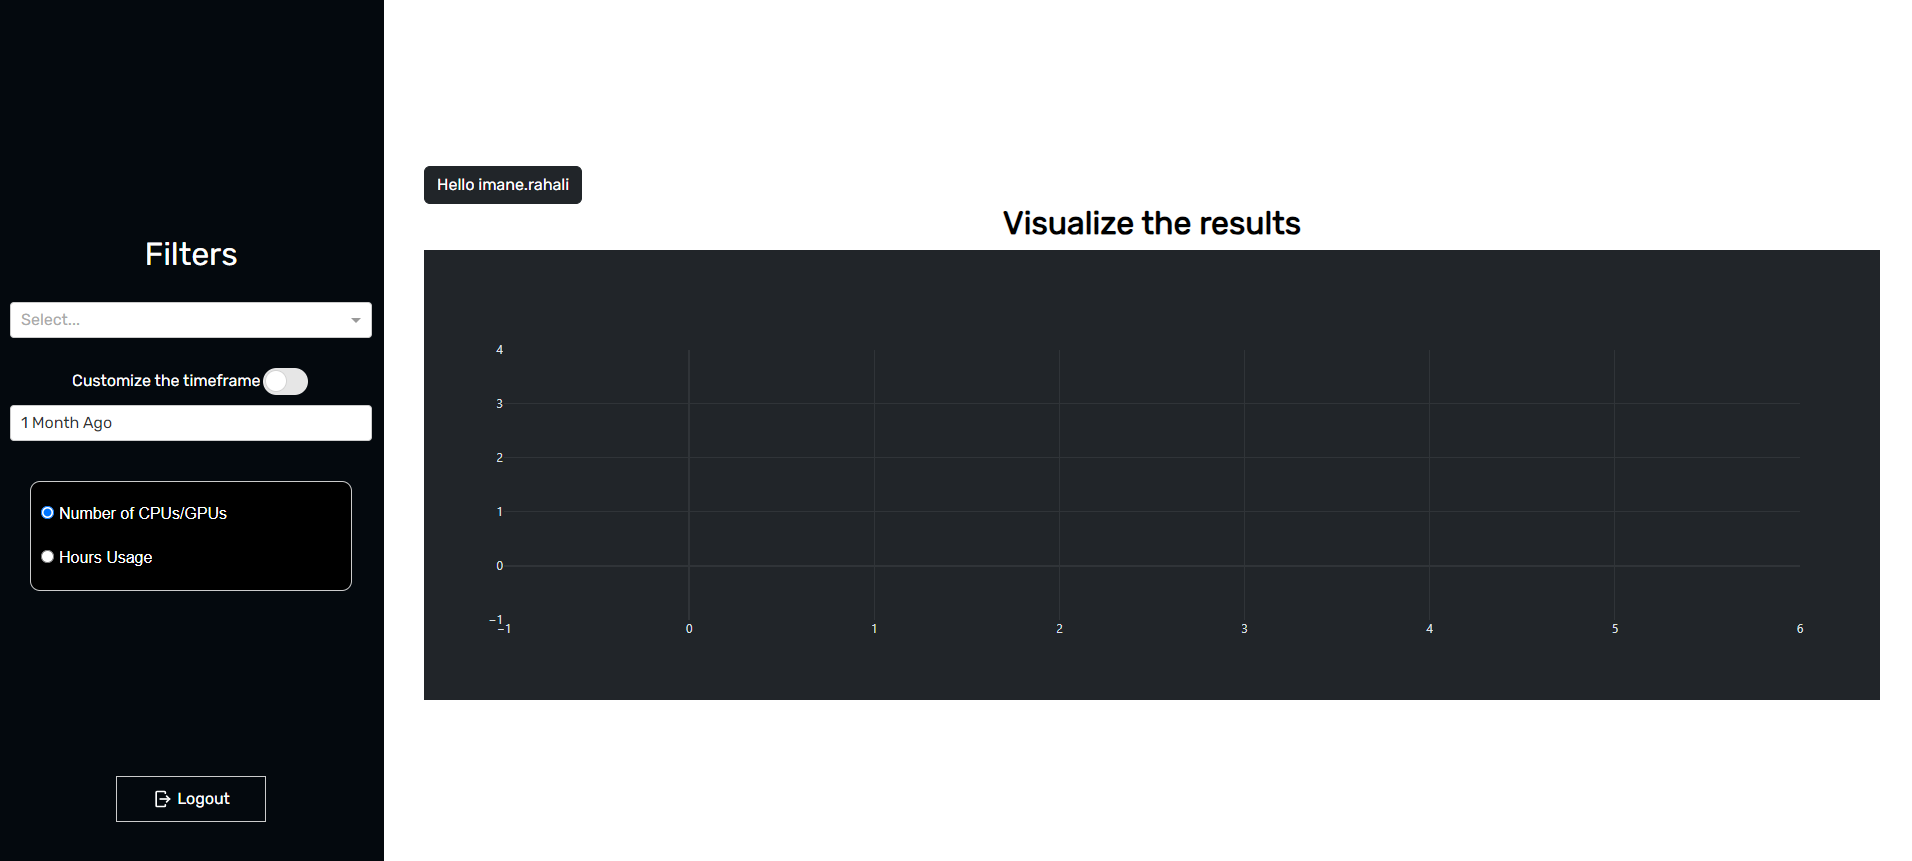 Filters
Select...
Customize the timeframe
1 Month Ago
Number of CPUs/GPUs
Hours Usage
Logout
Hello imane.rahali
Visualize the results
4
3
2
1
0
−1
−1 0 1 2 3 4 5 6